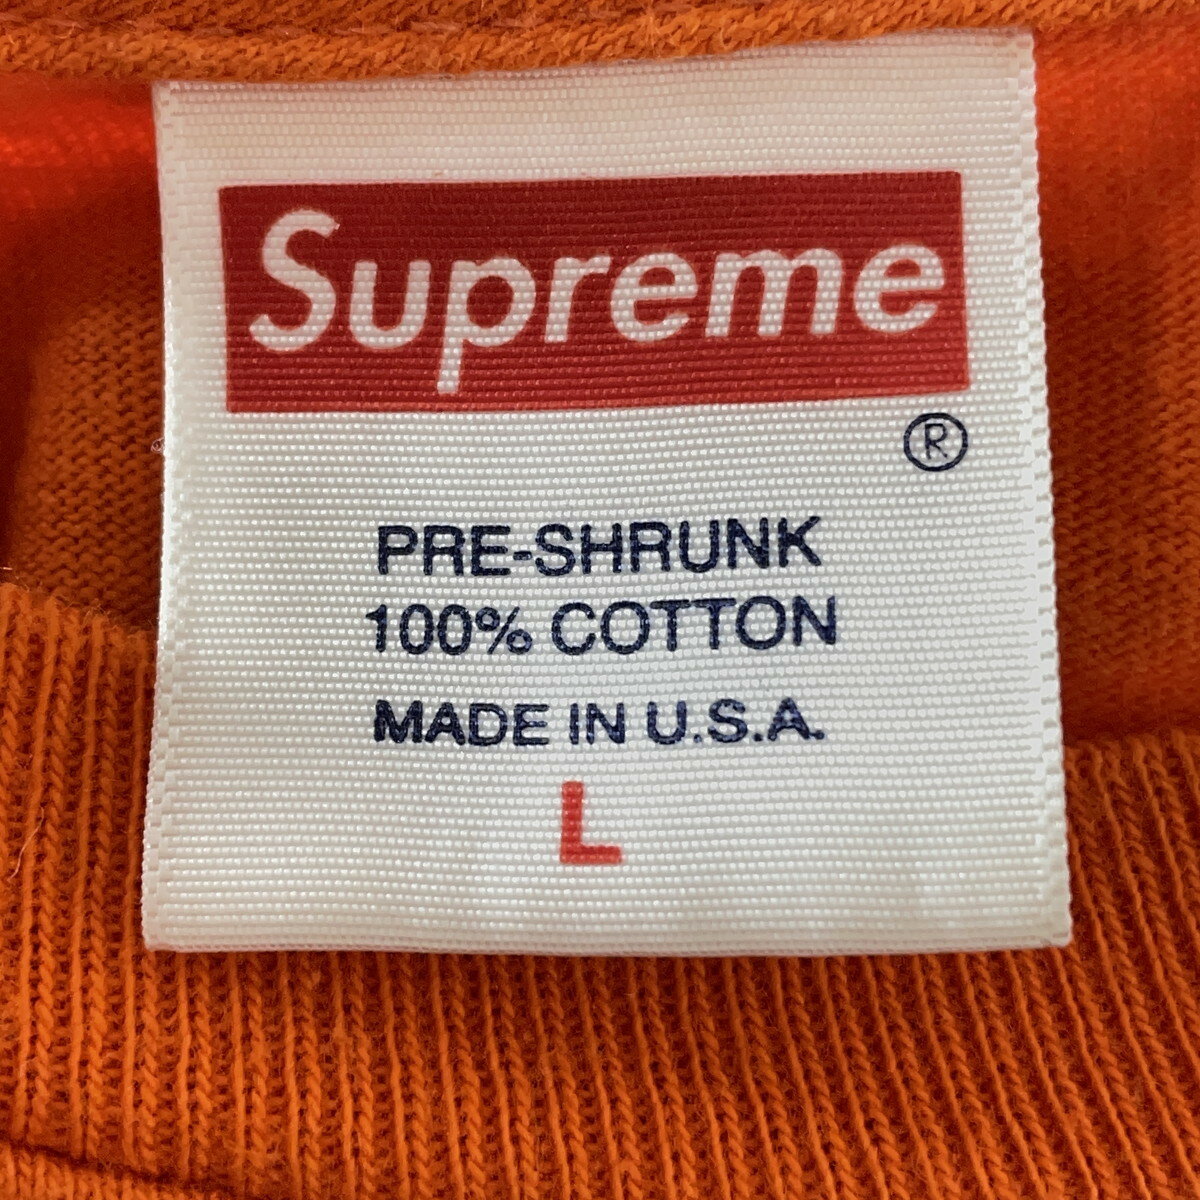 Supreme
®
PRE-SHRUNK
100% COTTON
MADE IN U.S.A.
L